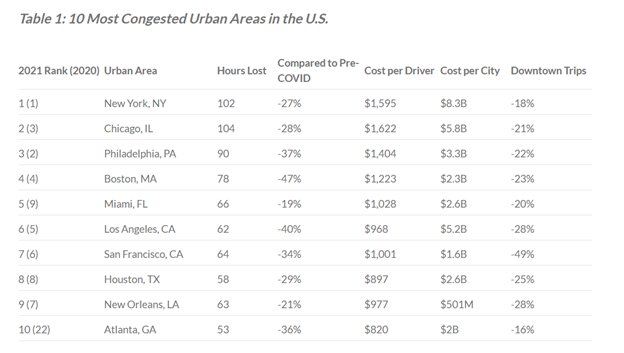 Table 1: 10 Most Congested Urban Areas in the U.S.
2021 Rank (2020) Urban Area Hours Lost Compared to Pre-COVID Cost per Driver Cost per City Downtown Trips
1 (1) New York, NY 102 -27% $1,595 $8.3B -18%
2 (3) Chicago, IL 104 -28% $1,622 $5.8B -21%
3 (2) Philadelphia, PA 90 -37% $1,404 $3.3B -22%
4 (4) Boston, MA 78 -47% $1,223 $2.3B -23%
5 (9) Miami, FL 66 -19% $1,028 $2.6B -20%
6 (5) Los Angeles, CA 62 -40% $968 $5.2B -28%
7 (6) San Francisco, CA 64 -34% $1,001 $1.6B -49%
8 (8) Houston, TX 58 -29% $897 $2.6B -25%
9 (7) New Orleans, LA 63 -21% $977 $501M -28%
10 (22) Atlanta, GA 53 -36% $820 $2B -16%